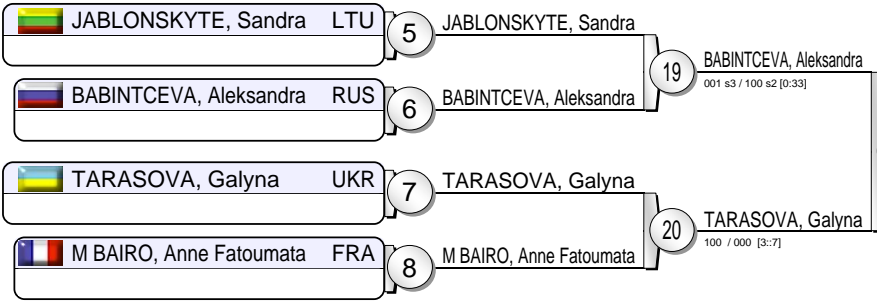 JABLONSKYTE, Sandra LTU
5
JABLONSKYTE, Sandra
BABINTCEVA, Aleksandra RUS
6
BABINTCEVA, Aleksandra
19
BABINTCEVA, Aleksandra
001 s3 / 100 s2 [0:33]
TARASOVA, Galyna UKR
7
TARASOVA, Galyna
M BAIRO, Anne Fatoumata FRA
8
M BAIRO, Anne Fatoumata
20
TARASOVA, Galyna
100 / 000 [3::7]